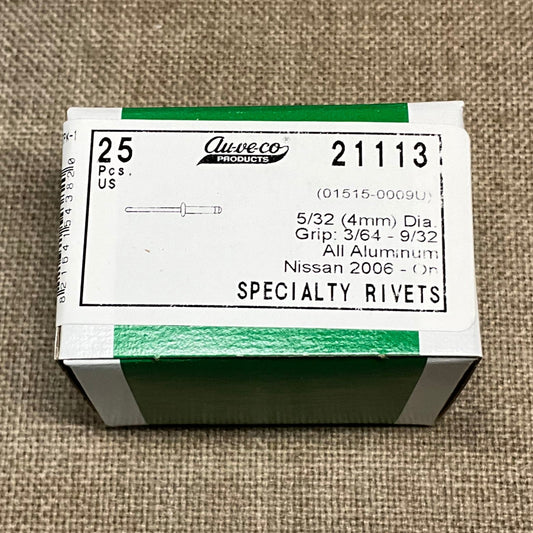 25
Pcs.
US
Au-ve-co
PRODUCTS
21113
(01515-0009U)
5/32 (4mm) Dia.
Grip: 3/64 - 9/32
All Aluminum
Nissan 2006 - On
SPECIALTY RIVETS